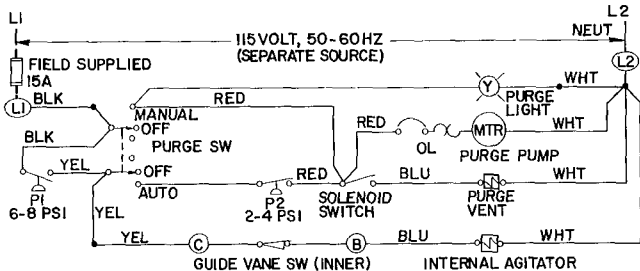 L1
L2
115 VOLT, 50-60 HZ
NEUT
(SEPARATE SOURCE)
L2
FIELD SUPPLIED
15A
Y
WHT
L1
BLK
RED
PURGE
LIGHT
MANUAL
BLK
OFF
RED
MTR
WHT
PURGE SW
OL
PURGE PUMP
YEL
OFF
RED
BLU
WHT
AUTO
P1
6-8 PSI
P2
2-4 PSI
SOLENOID
SWITCH
PURGE
VENT
YEL
YEL
C
B
BLU
WHT
GUIDE VANE SW (INNER)
INTERNAL AGITATOR